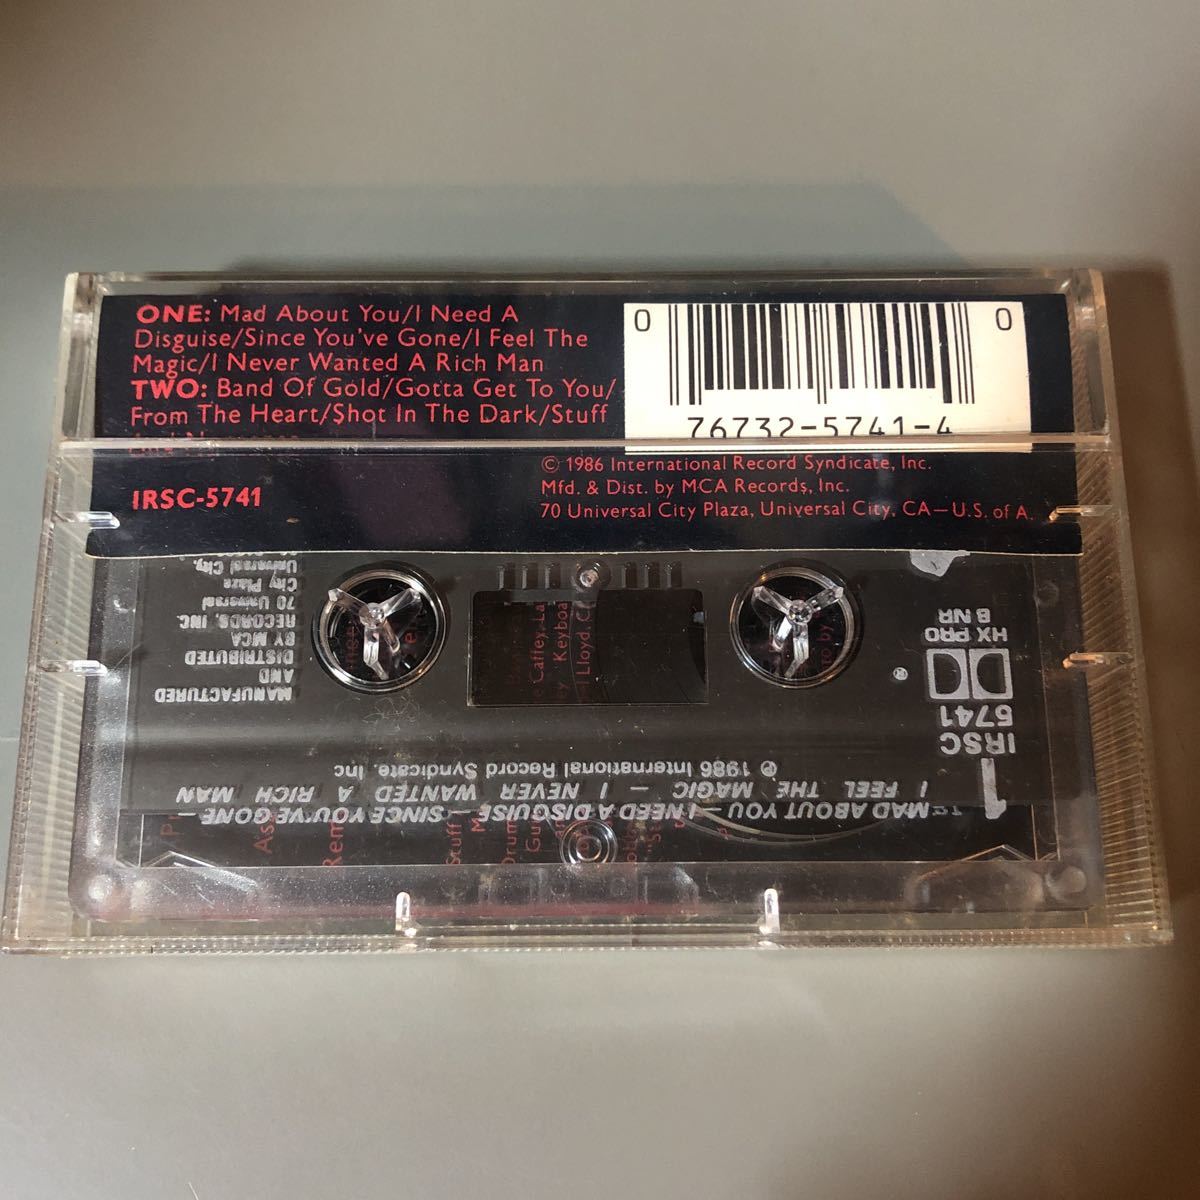 ONE: Mad About You/I Need A
Disguise/Since You've Gone/I Feel The
Magic/I Never Wanted A Rich Man
TWO: Band Of Gold/Gotta Get To You/
From The Heart/Shot In The Dark/Stuff
0 76732-5741-4 0
IRSC-5741
© 1986 International Record Syndicate, Inc.
Mfd. & Dist. by MCA Records, Inc.
70 Universal City Plaza, Universal City, CA—U.S. of A.
1
IRSC
5741
HX PRO
B NR
MAD ABOUT YOU — I NEED A DISGUISE — SINCE YOU'VE GONE —
I FEEL THE MAGIC — I NEVER WANTED A RICH MAN
℗ 1986 International Record Syndicate, Inc
MANUFACTURED
AND
DISTRIBUTED
BY MCA
RECORDS, INC.
70 Universal
City Plaza
Universal City,
Caffey
Keyboa
Lloyd